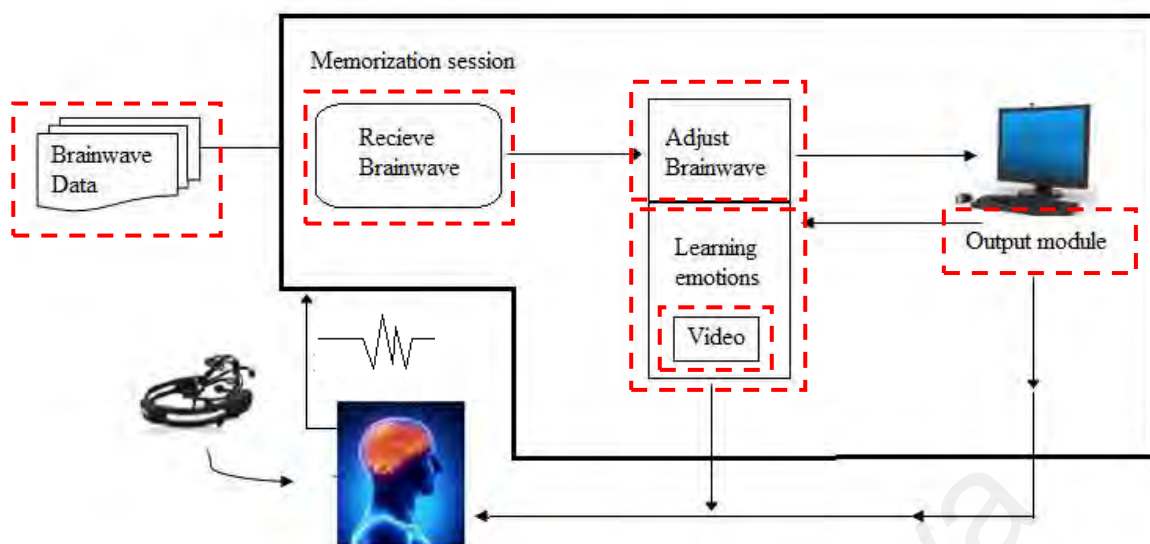 Memorization session
Brainwave
Data
Recieve
Brainwave
Adjust
Brainwave
Learning
emotions
Video
Output module